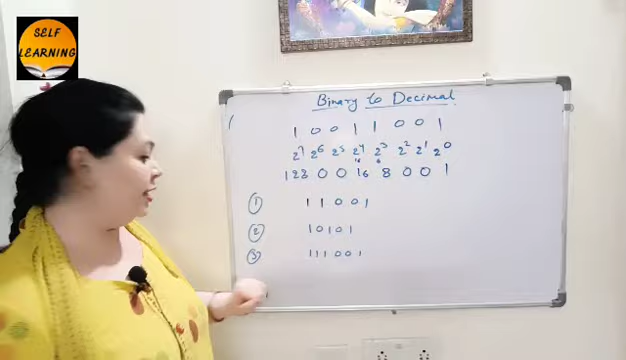 SELF
LEARNING
Binary to Decimal
1 0 0 1 1 0 0 1
2⁷ 2⁶ 2⁵ 2⁴ 2³ 2² 2¹ 2⁰
16 8
128 0 0 16 8 0 0 1
① 1 1 0 0 1
② 1 0 1 0 1
③ 1 1 1 0 0 1